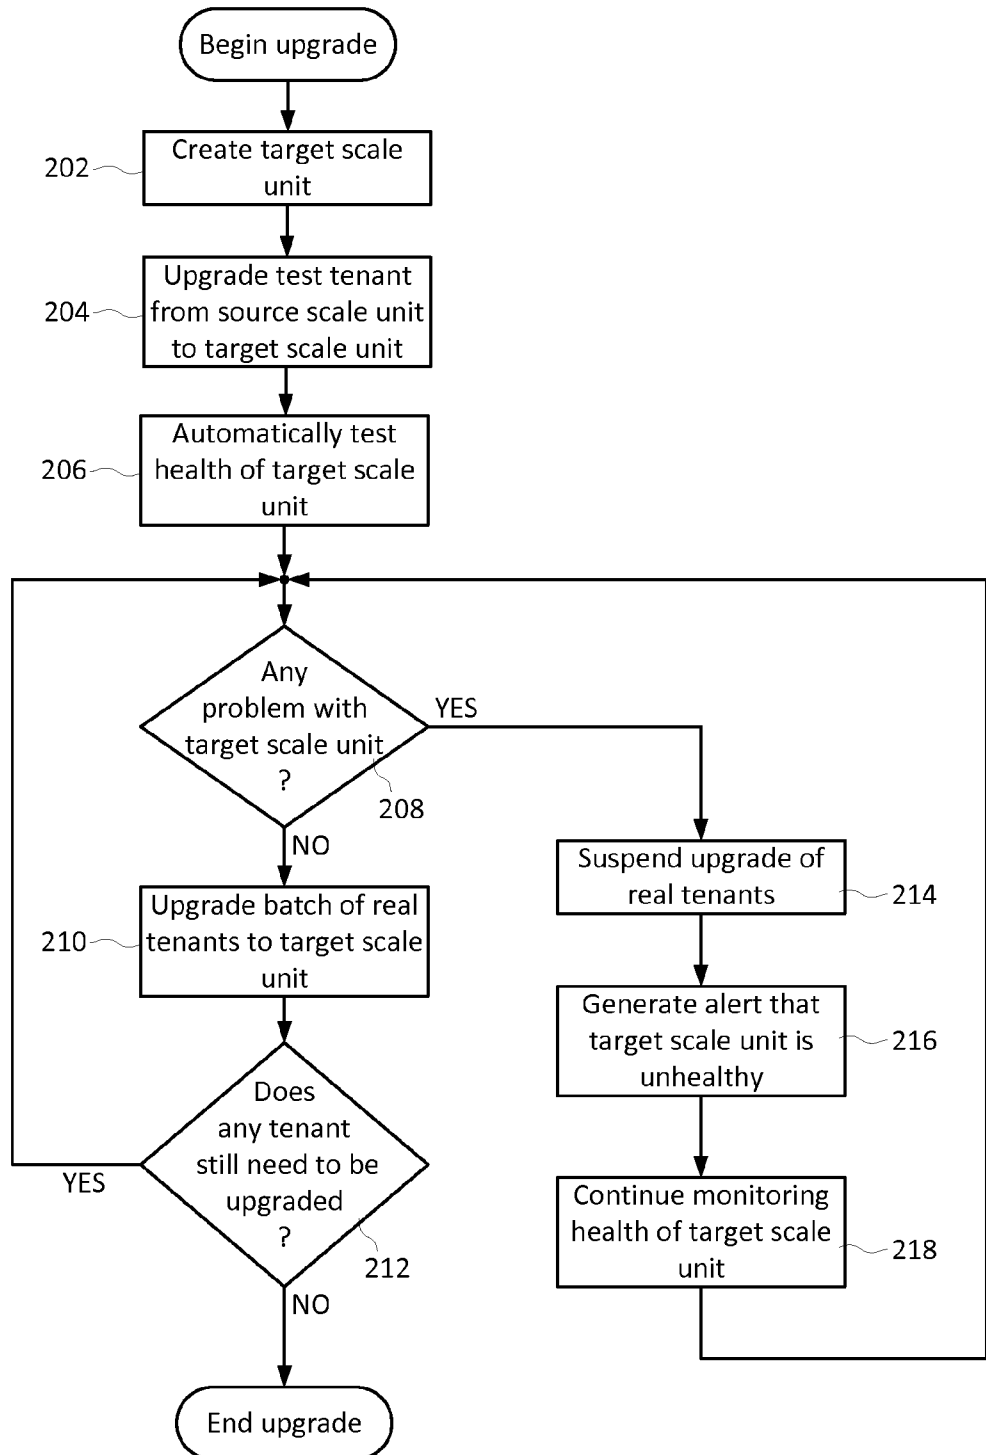 Begin upgrade
202
Create target scale
unit
204
Upgrade test tenant
from source scale unit
to target scale unit
206
Automatically test
health of target scale
unit
Any
problem with
target scale unit
?
208
YES
NO
210
Upgrade batch of real
tenants to target scale
unit
Does
any tenant
still need to be
upgraded
?
212
YES
NO
End upgrade
Suspend upgrade of
real tenants
214
Generate alert that
target scale unit is
unhealthy
216
Continue monitoring
health of target scale
unit
218